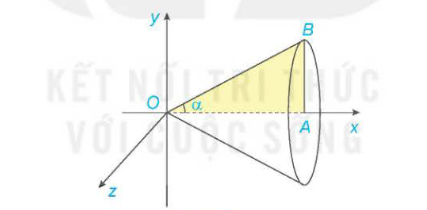 y
B
KẾT NỐI TRI THỨC
O
α
VỚI CUỘC SỐNG
A
x
z